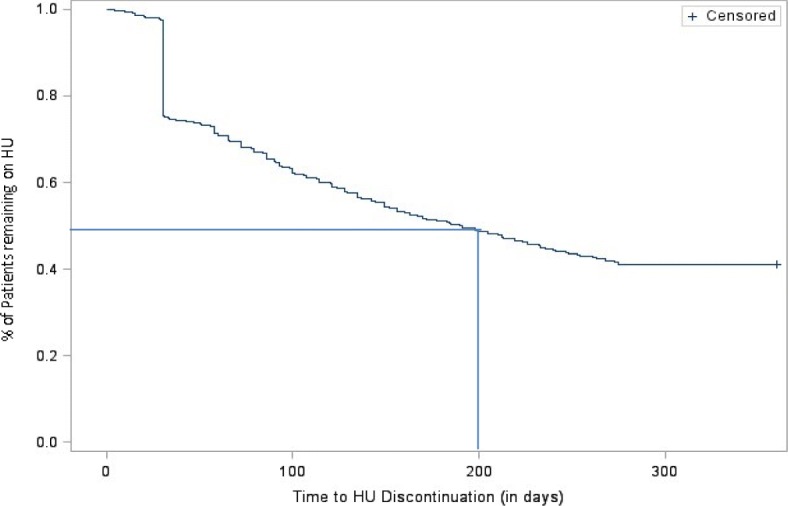 + Censored
% of Patients remaining on HU
1.0
0.8
0.6
0.4
0.2
0.0
0 100 200 300
Time to HU Discontinuation (in days)